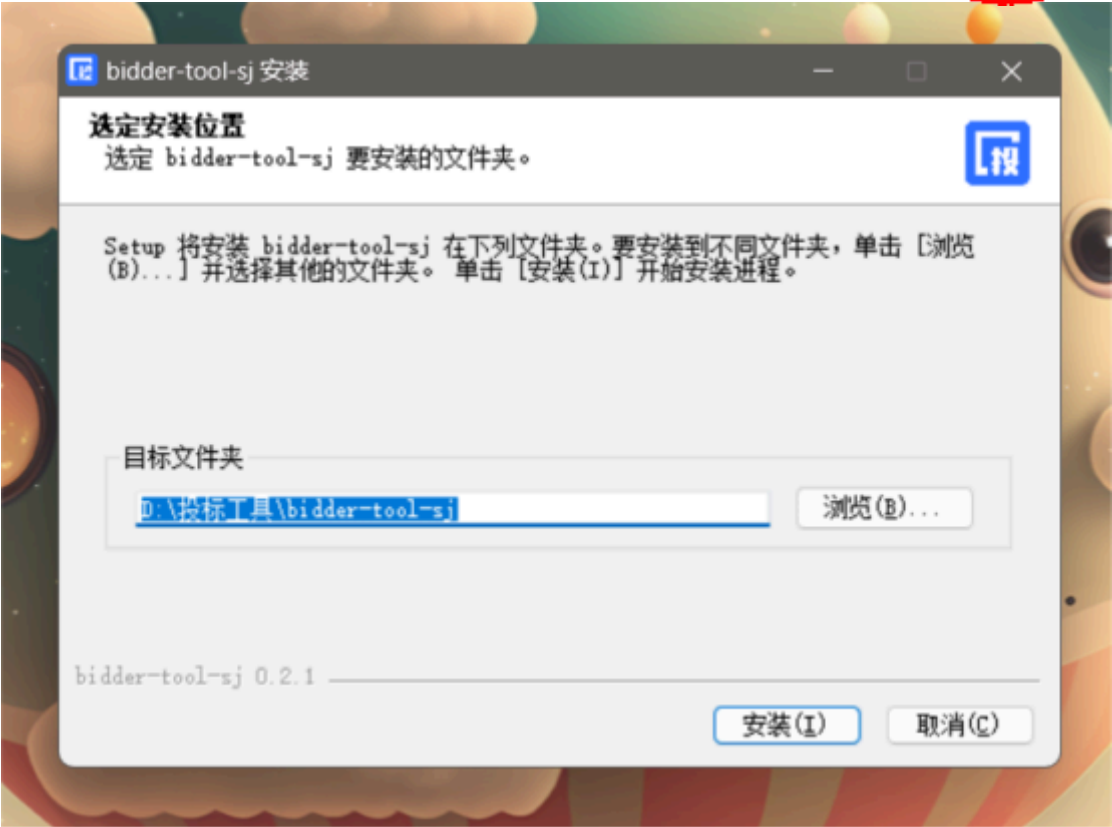 bidder-tool-sj 安装
选定安装位置
选定 bidder-tool-sj 要安装的文件夹。
投
Setup 将安装 bidder-tool-sj 在下列文件夹。要安装到不同文件夹，单击 [浏览
(B)...] 并选择其他的文件夹。 单击 [安装(I)] 开始安装进程。
目标文件夹
D:\投标工具\bidder-tool-sj
浏览(B)...
bidder-tool-sj 0.2.1
安装(I)
取消(C)